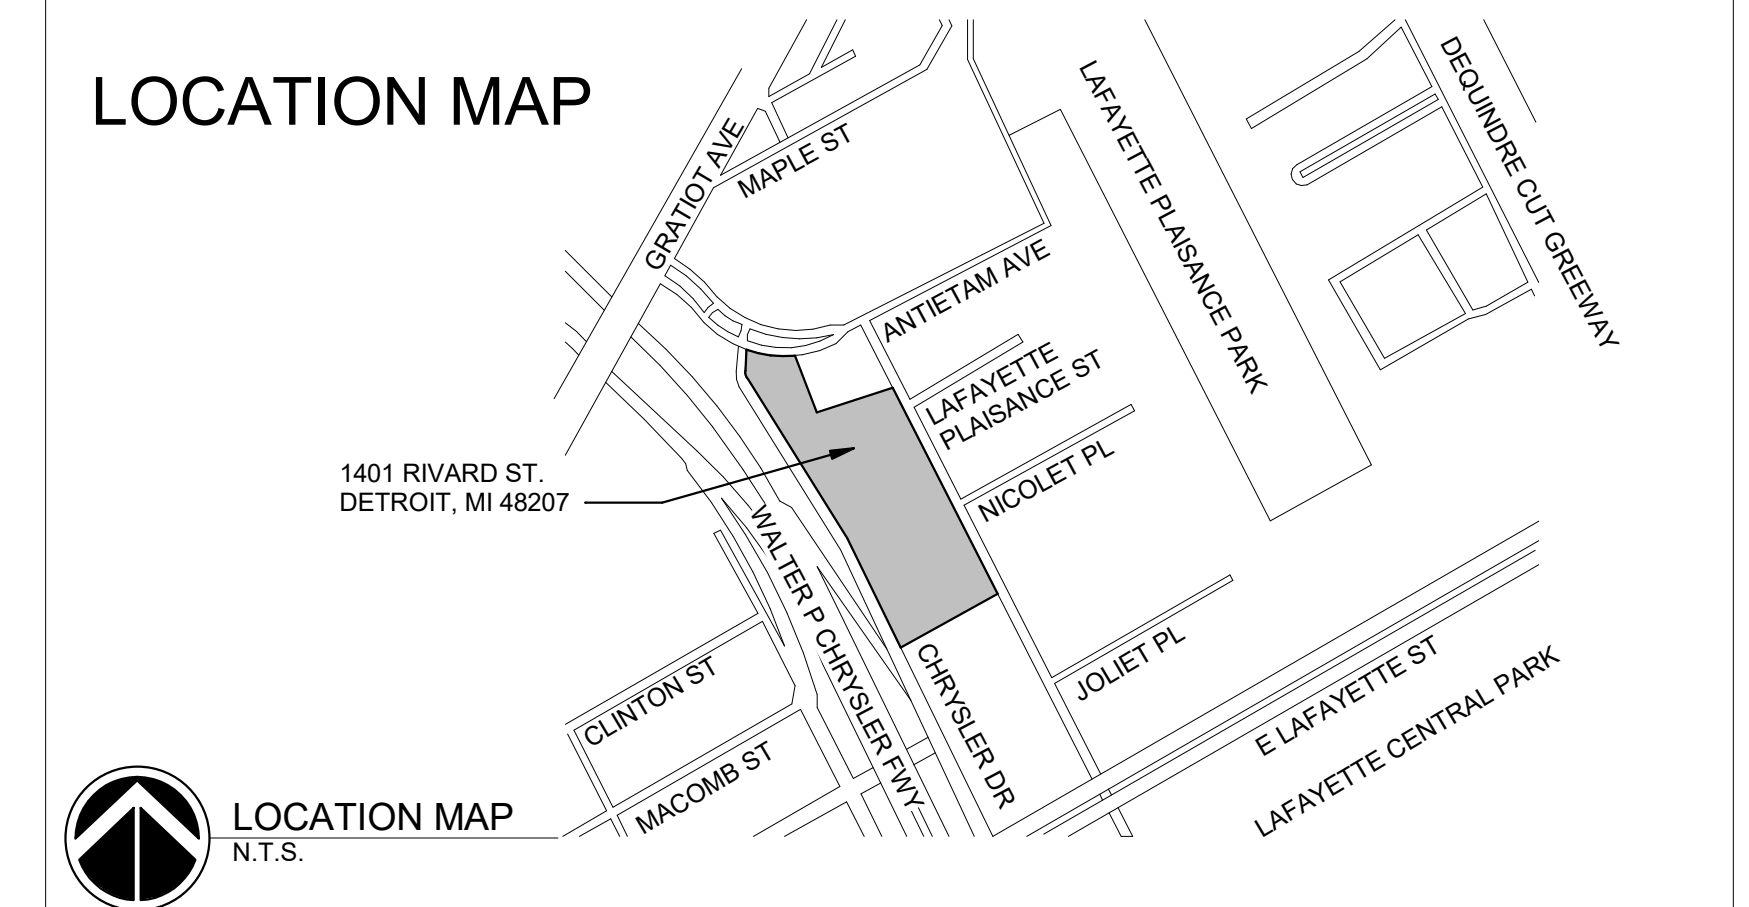 LOCATION MAP
GRATIOT AVE
MAPLE ST
LAFAYETTE PLAISANCE PARK
DEQUINDRE CUT GREEWAY
ANTIETAM AVE
LAFAYETTE
PLAISANCE ST
NICOLET PL
1401 RIVARD ST.
DETROIT, MI 48207
WALTER P CHRYSLER FWY
CHRYSLER DR
JOLIET PL
CLINTON ST
MACOMB ST
E LAFAYETTE ST
LAFAYETTE CENTRAL PARK
LOCATION MAP
N.T.S.